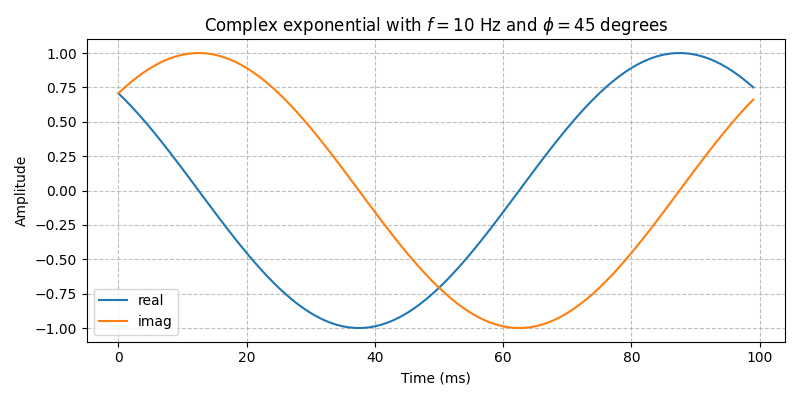 Complex exponential with f = 10 Hz and ϕ = 45 degrees
1.00
0.75
0.50
0.25
0.00
−0.25
−0.50
−0.75
−1.00
Amplitude
real
imag
0 20 40 60 80 100
Time (ms)